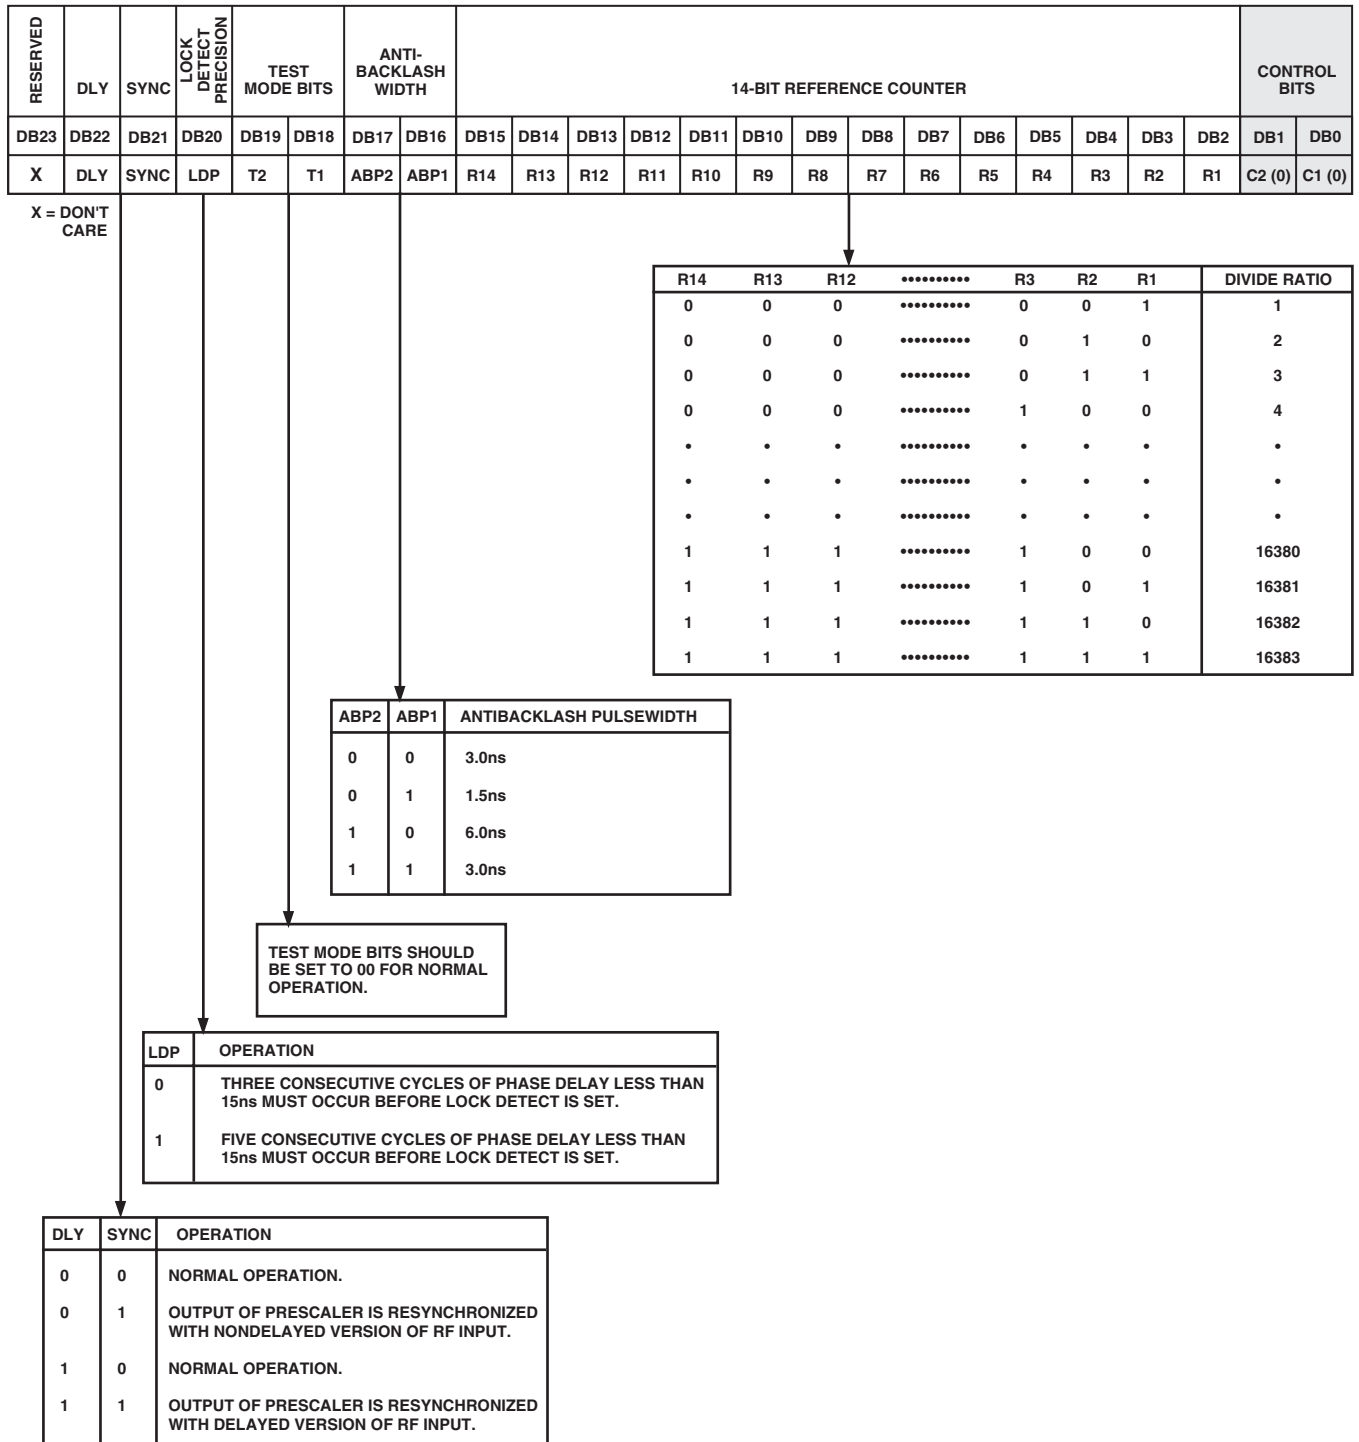 RESERVED
DLY
SYNC
LOCK
DETECT
PRECISION
TEST
MODE BITS
ANTI-
BACKLASH
WIDTH
14-BIT REFERENCE COUNTER
CONTROL
BITS
DB23 DB22 DB21 DB20 DB19 DB18 DB17 DB16 DB15 DB14 DB13 DB12 DB11 DB10 DB9 DB8 DB7 DB6 DB5 DB4 DB3 DB2 DB1 DB0
X DLY SYNC LDP T2 T1 ABP2 ABP1 R14 R13 R12 R11 R10 R9 R8 R7 R6 R5 R4 R3 R2 R1 C2 (0) C1 (0)
X = DON'T
CARE
R14 R13 R12 •••••••••• R3 R2 R1 DIVIDE RATIO
0 0 0 •••••••••• 0 0 1 1
0 0 0 •••••••••• 0 1 0 2
0 0 0 •••••••••• 0 1 1 3
0 0 0 •••••••••• 1 0 0 4
• • • •••••••••• • • • •
• • • •••••••••• • • • •
• • • •••••••••• • • • •
1 1 1 •••••••••• 1 0 0 16380
1 1 1 •••••••••• 1 0 1 16381
1 1 1 •••••••••• 1 1 0 16382
1 1 1 •••••••••• 1 1 1 16383
ABP2 ABP1 ANTIBACKLASH PULSEWIDTH
0 0 3.0ns
0 1 1.5ns
1 0 6.0ns
1 1 3.0ns
TEST MODE BITS SHOULD
BE SET TO 00 FOR NORMAL
OPERATION.
LDP OPERATION
0 THREE CONSECUTIVE CYCLES OF PHASE DELAY LESS THAN
15ns MUST OCCUR BEFORE LOCK DETECT IS SET.
1 FIVE CONSECUTIVE CYCLES OF PHASE DELAY LESS THAN
15ns MUST OCCUR BEFORE LOCK DETECT IS SET.
DLY SYNC OPERATION
0 0 NORMAL OPERATION.
0 1 OUTPUT OF PRESCALER IS RESYNCHRONIZED
WITH NONDELAYED VERSION OF RF INPUT.
1 0 NORMAL OPERATION.
1 1 OUTPUT OF PRESCALER IS RESYNCHRONIZED
WITH DELAYED VERSION OF RF INPUT.